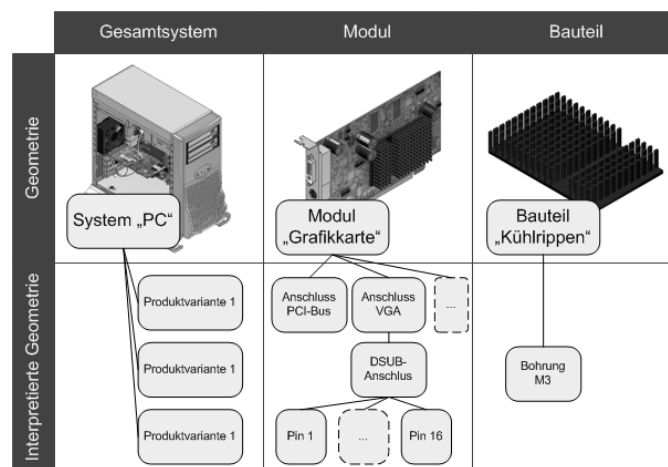 Gesamtsystem
Modul
Bauteil
Geometrie
System „PC“
Modul
„Grafikkarte“
Bauteil
„Kühlrippen“
Interpretierte Geometrie
Produktvariante 1
Produktvariante 1
Produktvariante 1
Anschluss
PCI-Bus
Anschluss
VGA
...
DSUB-
Anschlus
Pin 1
...
Pin 16
Bohrung
M3